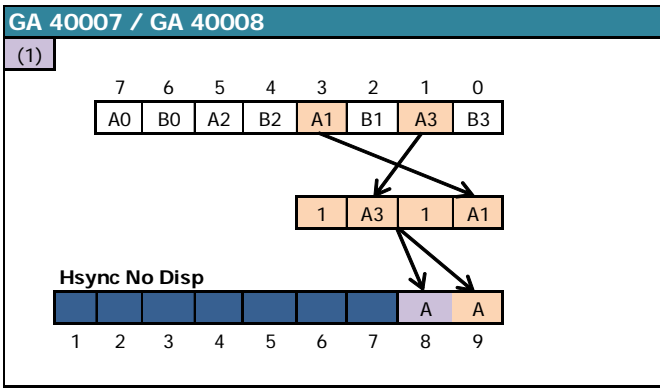 GA 40007 / GA 40008
(1)
7 6 5 4 3 2 1 0
A0 B0 A2 B2 A1 B1 A3 B3
1 A3 1 A1
Hsync No Disp
A A
1 2 3 4 5 6 7 8 9